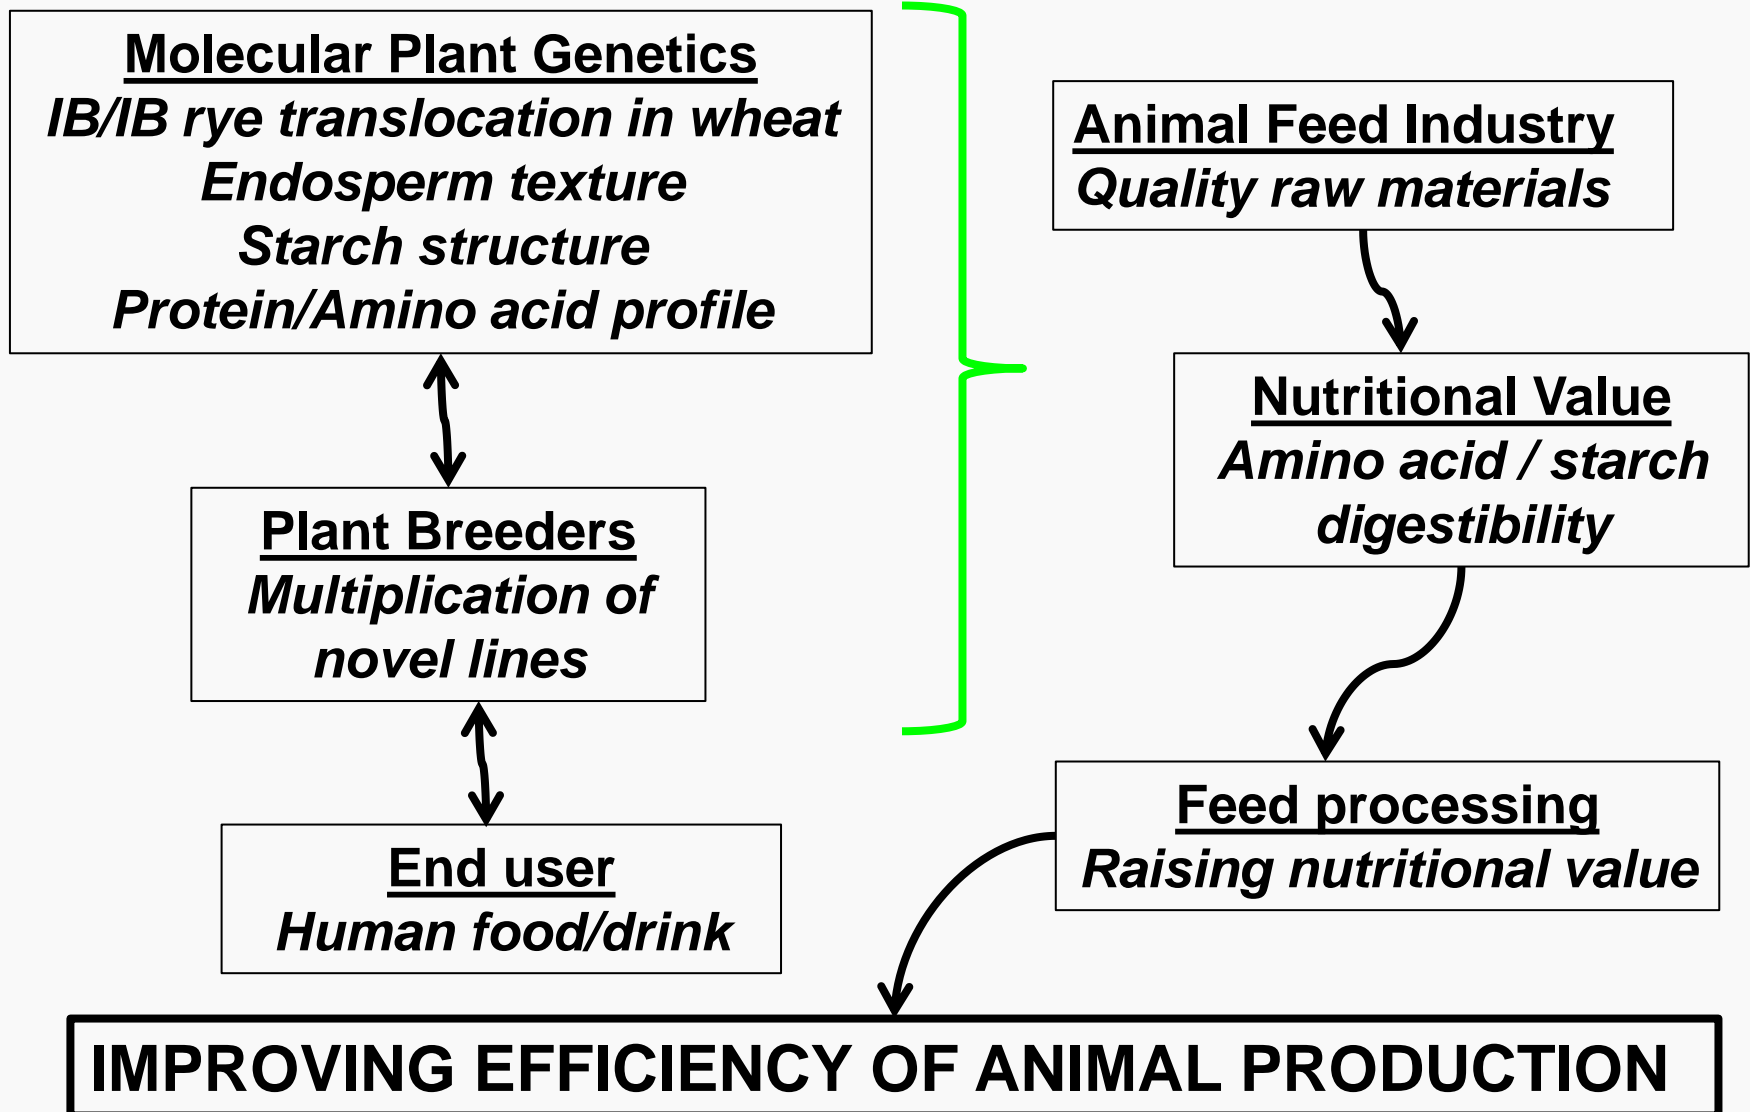 Molecular Plant Genetics
IB/IB rye translocation in wheat
Endosperm texture
Starch structure
Protein/Amino acid profile
Plant Breeders
Multiplication of
novel lines
End user
Human food/drink
Animal Feed Industry
Quality raw materials
Nutritional Value
Amino acid / starch
digestibility
Feed processing
Raising nutritional value
IMPROVING EFFICIENCY OF ANIMAL PRODUCTION